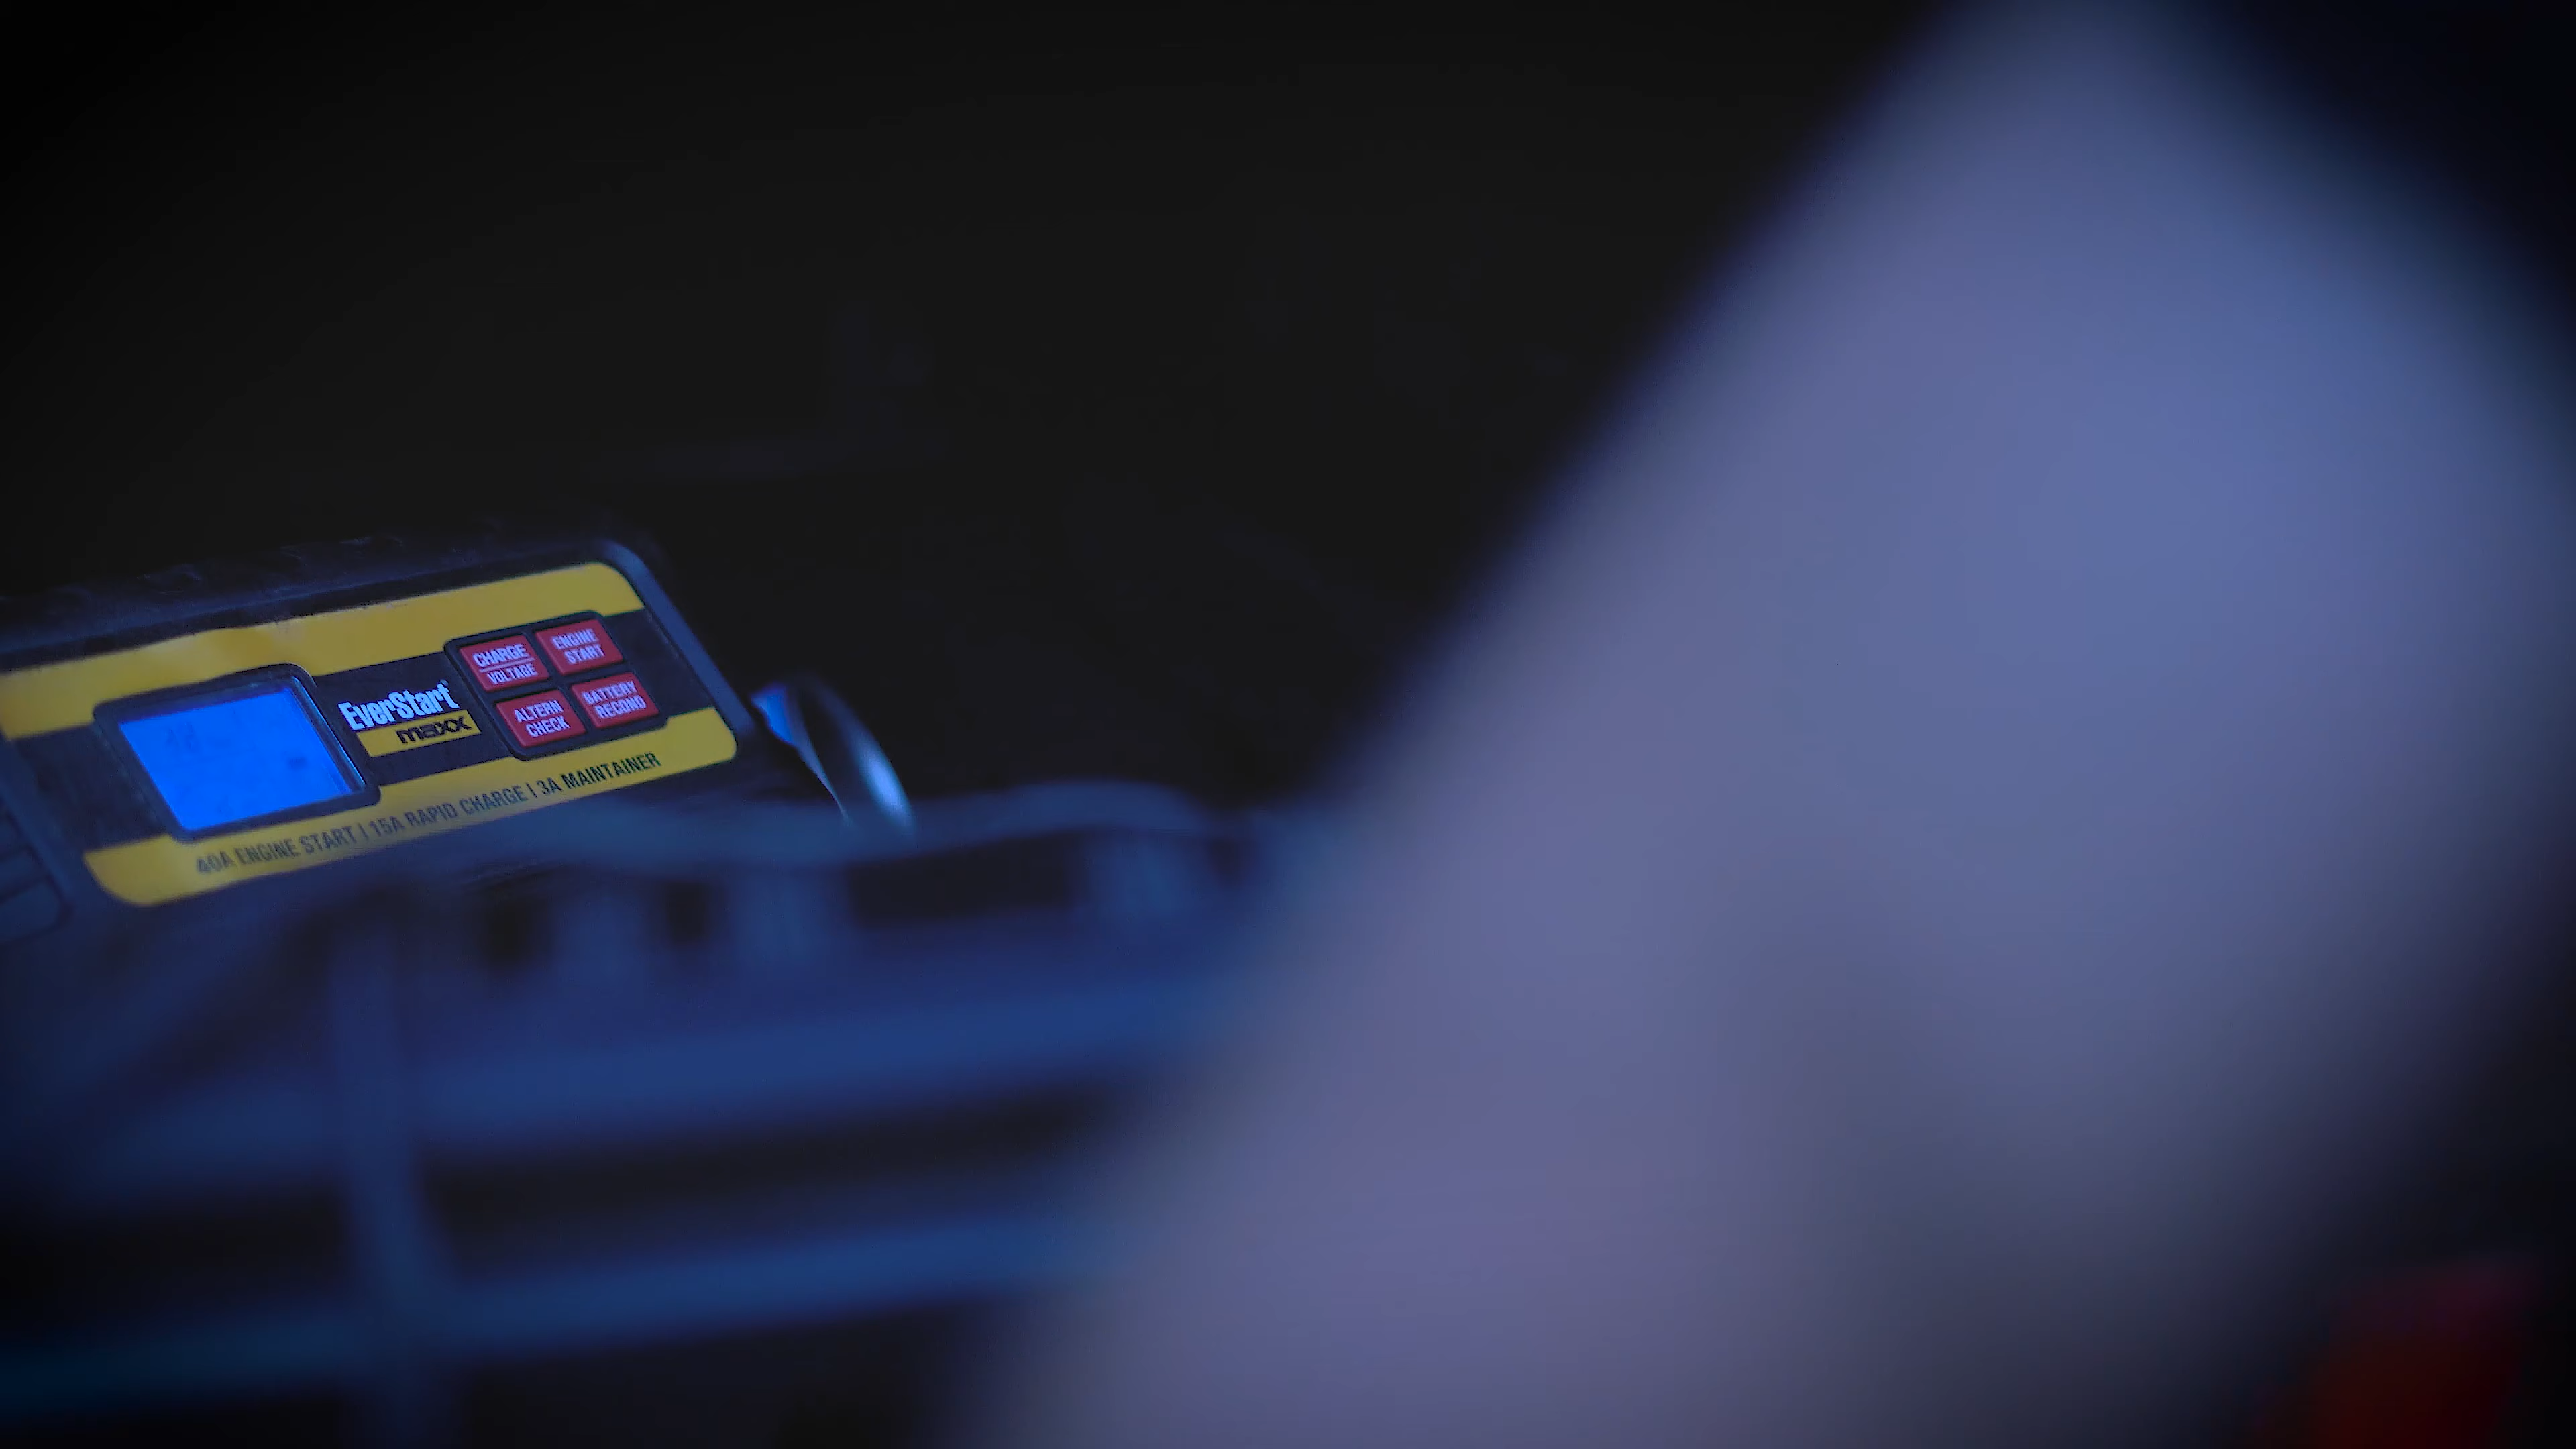 EverStart®
maxx
CHARGE
VOLTAGE
ENGINE
START
ALTERN
CHECK
BATTERY
RECOND
40A ENGINE START | 15A RAPID CHARGE | 3A MAINTAINER